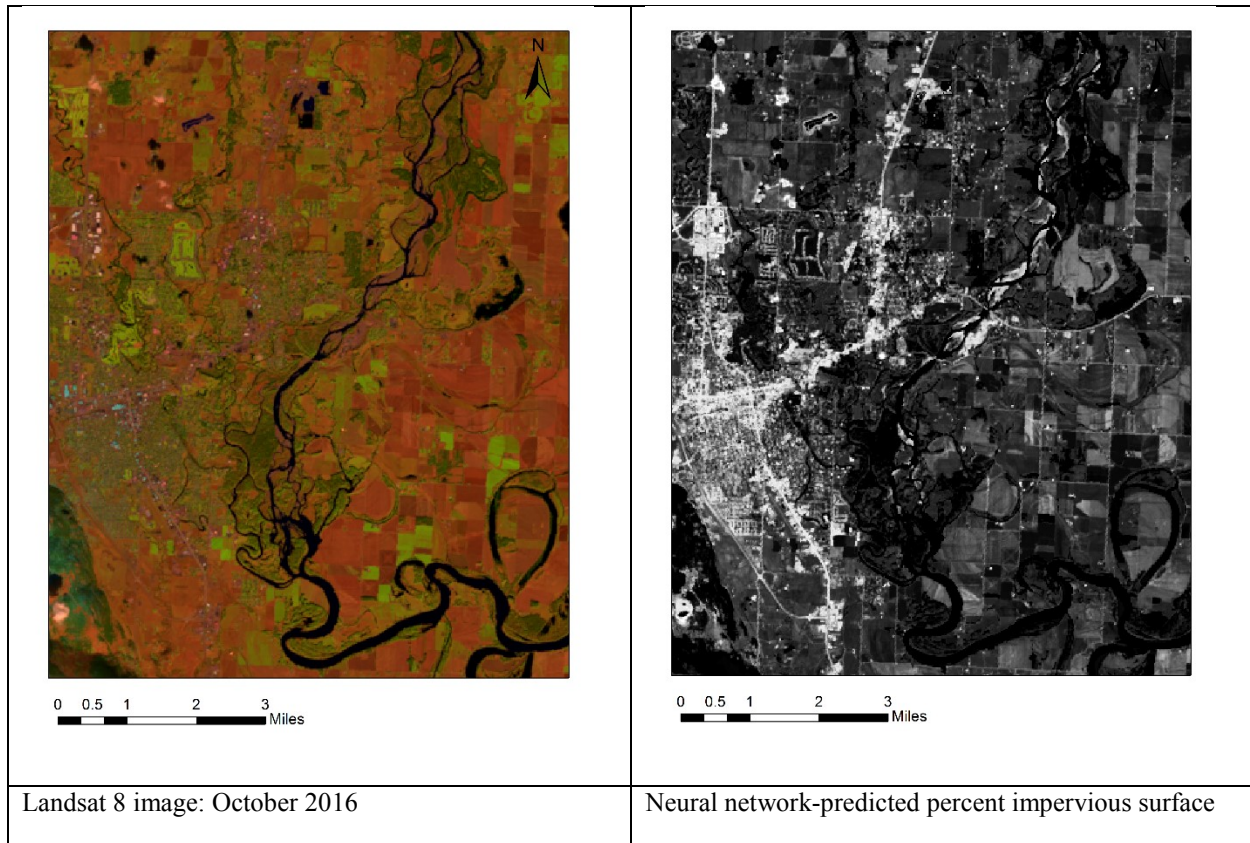 N
N
0 0.5 1 2 3
Miles
0 0.5 1 2 3
Miles
Landsat 8 image: October 2016
Neural network-predicted percent impervious surface